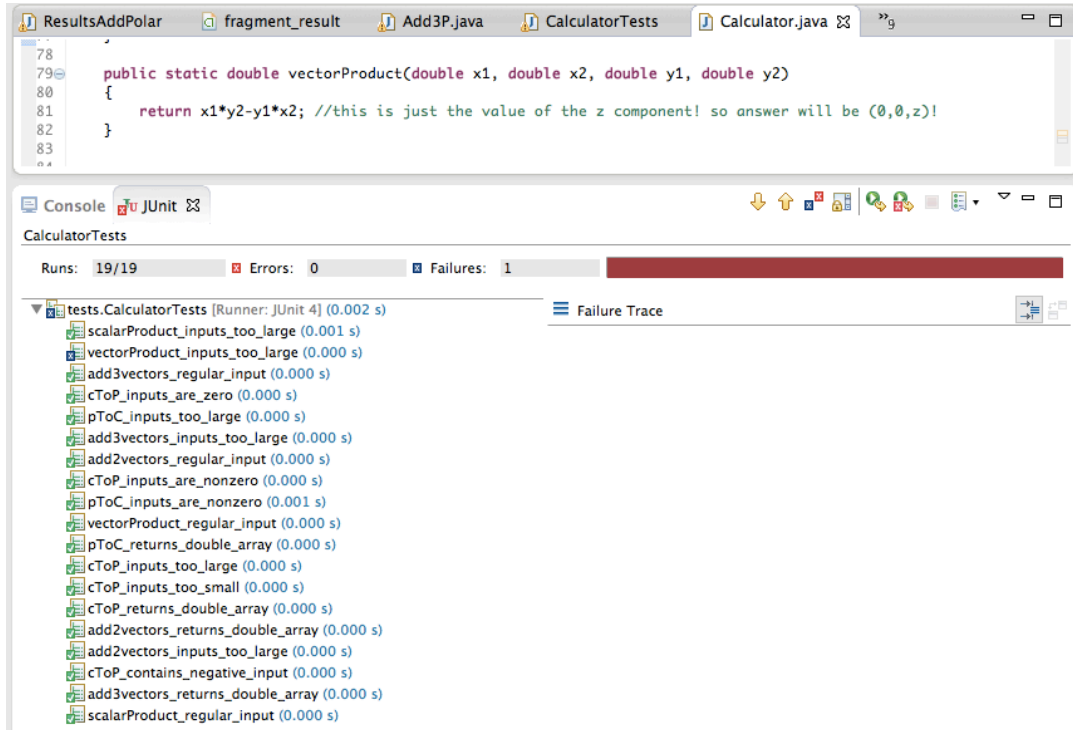 ResultsAddPolar fragment_result Add3P.java CalculatorTests Calculator.java »9
78
79 public static double vectorProduct(double x1, double x2, double y1, double y2)
80 {
81 return x1*y2-y1*x2; //this is just the value of the z component! so answer will be (0,0,z)!
82 }
83
Console JUnit
CalculatorTests
Runs: 19/19 Errors: 0 Failures: 1
tests.CalculatorTests [Runner: JUnit 4] (0.002 s)
Failure Trace
scalarProduct_inputs_too_large (0.001 s)
vectorProduct_inputs_too_large (0.000 s)
add3vectors_regular_input (0.000 s)
cToP_inputs_are_zero (0.000 s)
pToC_inputs_too_large (0.000 s)
add3vectors_inputs_too_large (0.000 s)
add2vectors_regular_input (0.000 s)
cToP_inputs_are_nonzero (0.000 s)
pToC_inputs_are_nonzero (0.001 s)
vectorProduct_regular_input (0.000 s)
pToC_returns_double_array (0.000 s)
cToP_inputs_too_large (0.000 s)
cToP_inputs_too_small (0.000 s)
cToP_returns_double_array (0.000 s)
add2vectors_returns_double_array (0.000 s)
add2vectors_inputs_too_large (0.000 s)
cToP_contains_negative_input (0.000 s)
add3vectors_returns_double_array (0.000 s)
scalarProduct_regular_input (0.000 s)